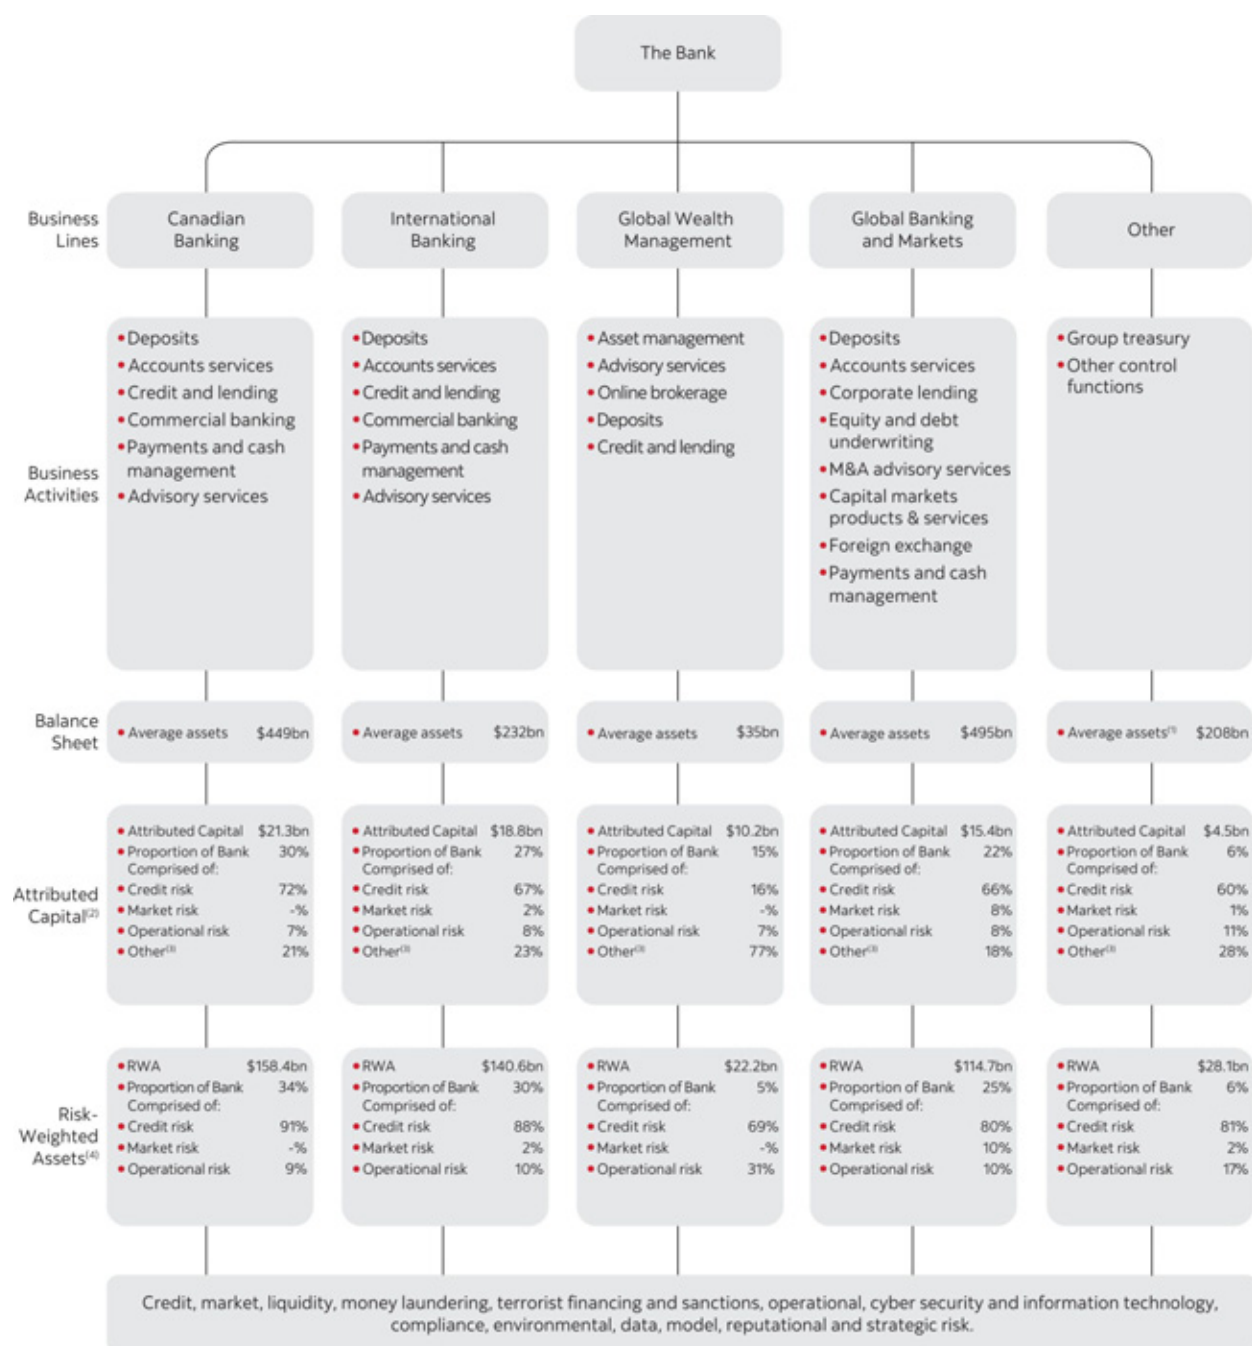 The Bank
Business
Lines
Canadian
Banking
International
Banking
Global Wealth
Management
Global Banking
and Markets
Other
Business
Activities
• Deposits
• Accounts services
• Credit and lending
• Commercial banking
• Payments and cash
management
• Advisory services
• Deposits
• Accounts services
• Credit and lending
• Commercial banking
• Payments and cash
management
• Advisory services
• Asset management
• Advisory services
• Online brokerage
• Deposits
• Credit and lending
• Deposits
• Accounts services
• Corporate lending
• Equity and debt
underwriting
• M&A advisory services
• Capital markets
products & services
• Foreign exchange
• Payments and cash
management
• Group treasury
• Other control
functions
Balance
Sheet
• Average assets $449bn
• Average assets $232bn
• Average assets $35bn
• Average assets $495bn
• Average assets(1) $208bn
Attributed
Capital(2)
• Attributed Capital $21.3bn
• Proportion of Bank 30%
Comprised of:
• Credit risk 72%
• Market risk -%
• Operational risk 7%
• Other(3) 21%
• Attributed Capital $18.8bn
• Proportion of Bank 27%
Comprised of:
• Credit risk 67%
• Market risk 2%
• Operational risk 8%
• Other(3) 23%
• Attributed Capital $10.2bn
• Proportion of Bank 15%
Comprised of:
• Credit risk 16%
• Market risk -%
• Operational risk 7%
• Other(3) 77%
• Attributed Capital $15.4bn
• Proportion of Bank 22%
Comprised of:
• Credit risk 66%
• Market risk 8%
• Operational risk 8%
• Other(3) 18%
• Attributed Capital $4.5bn
• Proportion of Bank 6%
Comprised of:
• Credit risk 60%
• Market risk 1%
• Operational risk 11%
• Other(3) 28%
Risk-
Weighted
Assets(4)
• RWA $158.4bn
• Proportion of Bank 34%
Comprised of:
• Credit risk 91%
• Market risk -%
• Operational risk 9%
• RWA $140.6bn
• Proportion of Bank 30%
Comprised of:
• Credit risk 88%
• Market risk 2%
• Operational risk 10%
• RWA $22.2bn
• Proportion of Bank 5%
Comprised of:
• Credit risk 69%
• Market risk -%
• Operational risk 31%
• RWA $114.7bn
• Proportion of Bank 25%
Comprised of:
• Credit risk 80%
• Market risk 10%
• Operational risk 10%
• RWA $28.1bn
• Proportion of Bank 6%
Comprised of:
• Credit risk 81%
• Market risk 2%
• Operational risk 17%
Credit, market, liquidity, money laundering, terrorist financing and sanctions, operational, cyber security and information technology,
compliance, environmental, data, model, reputational and strategic risk.